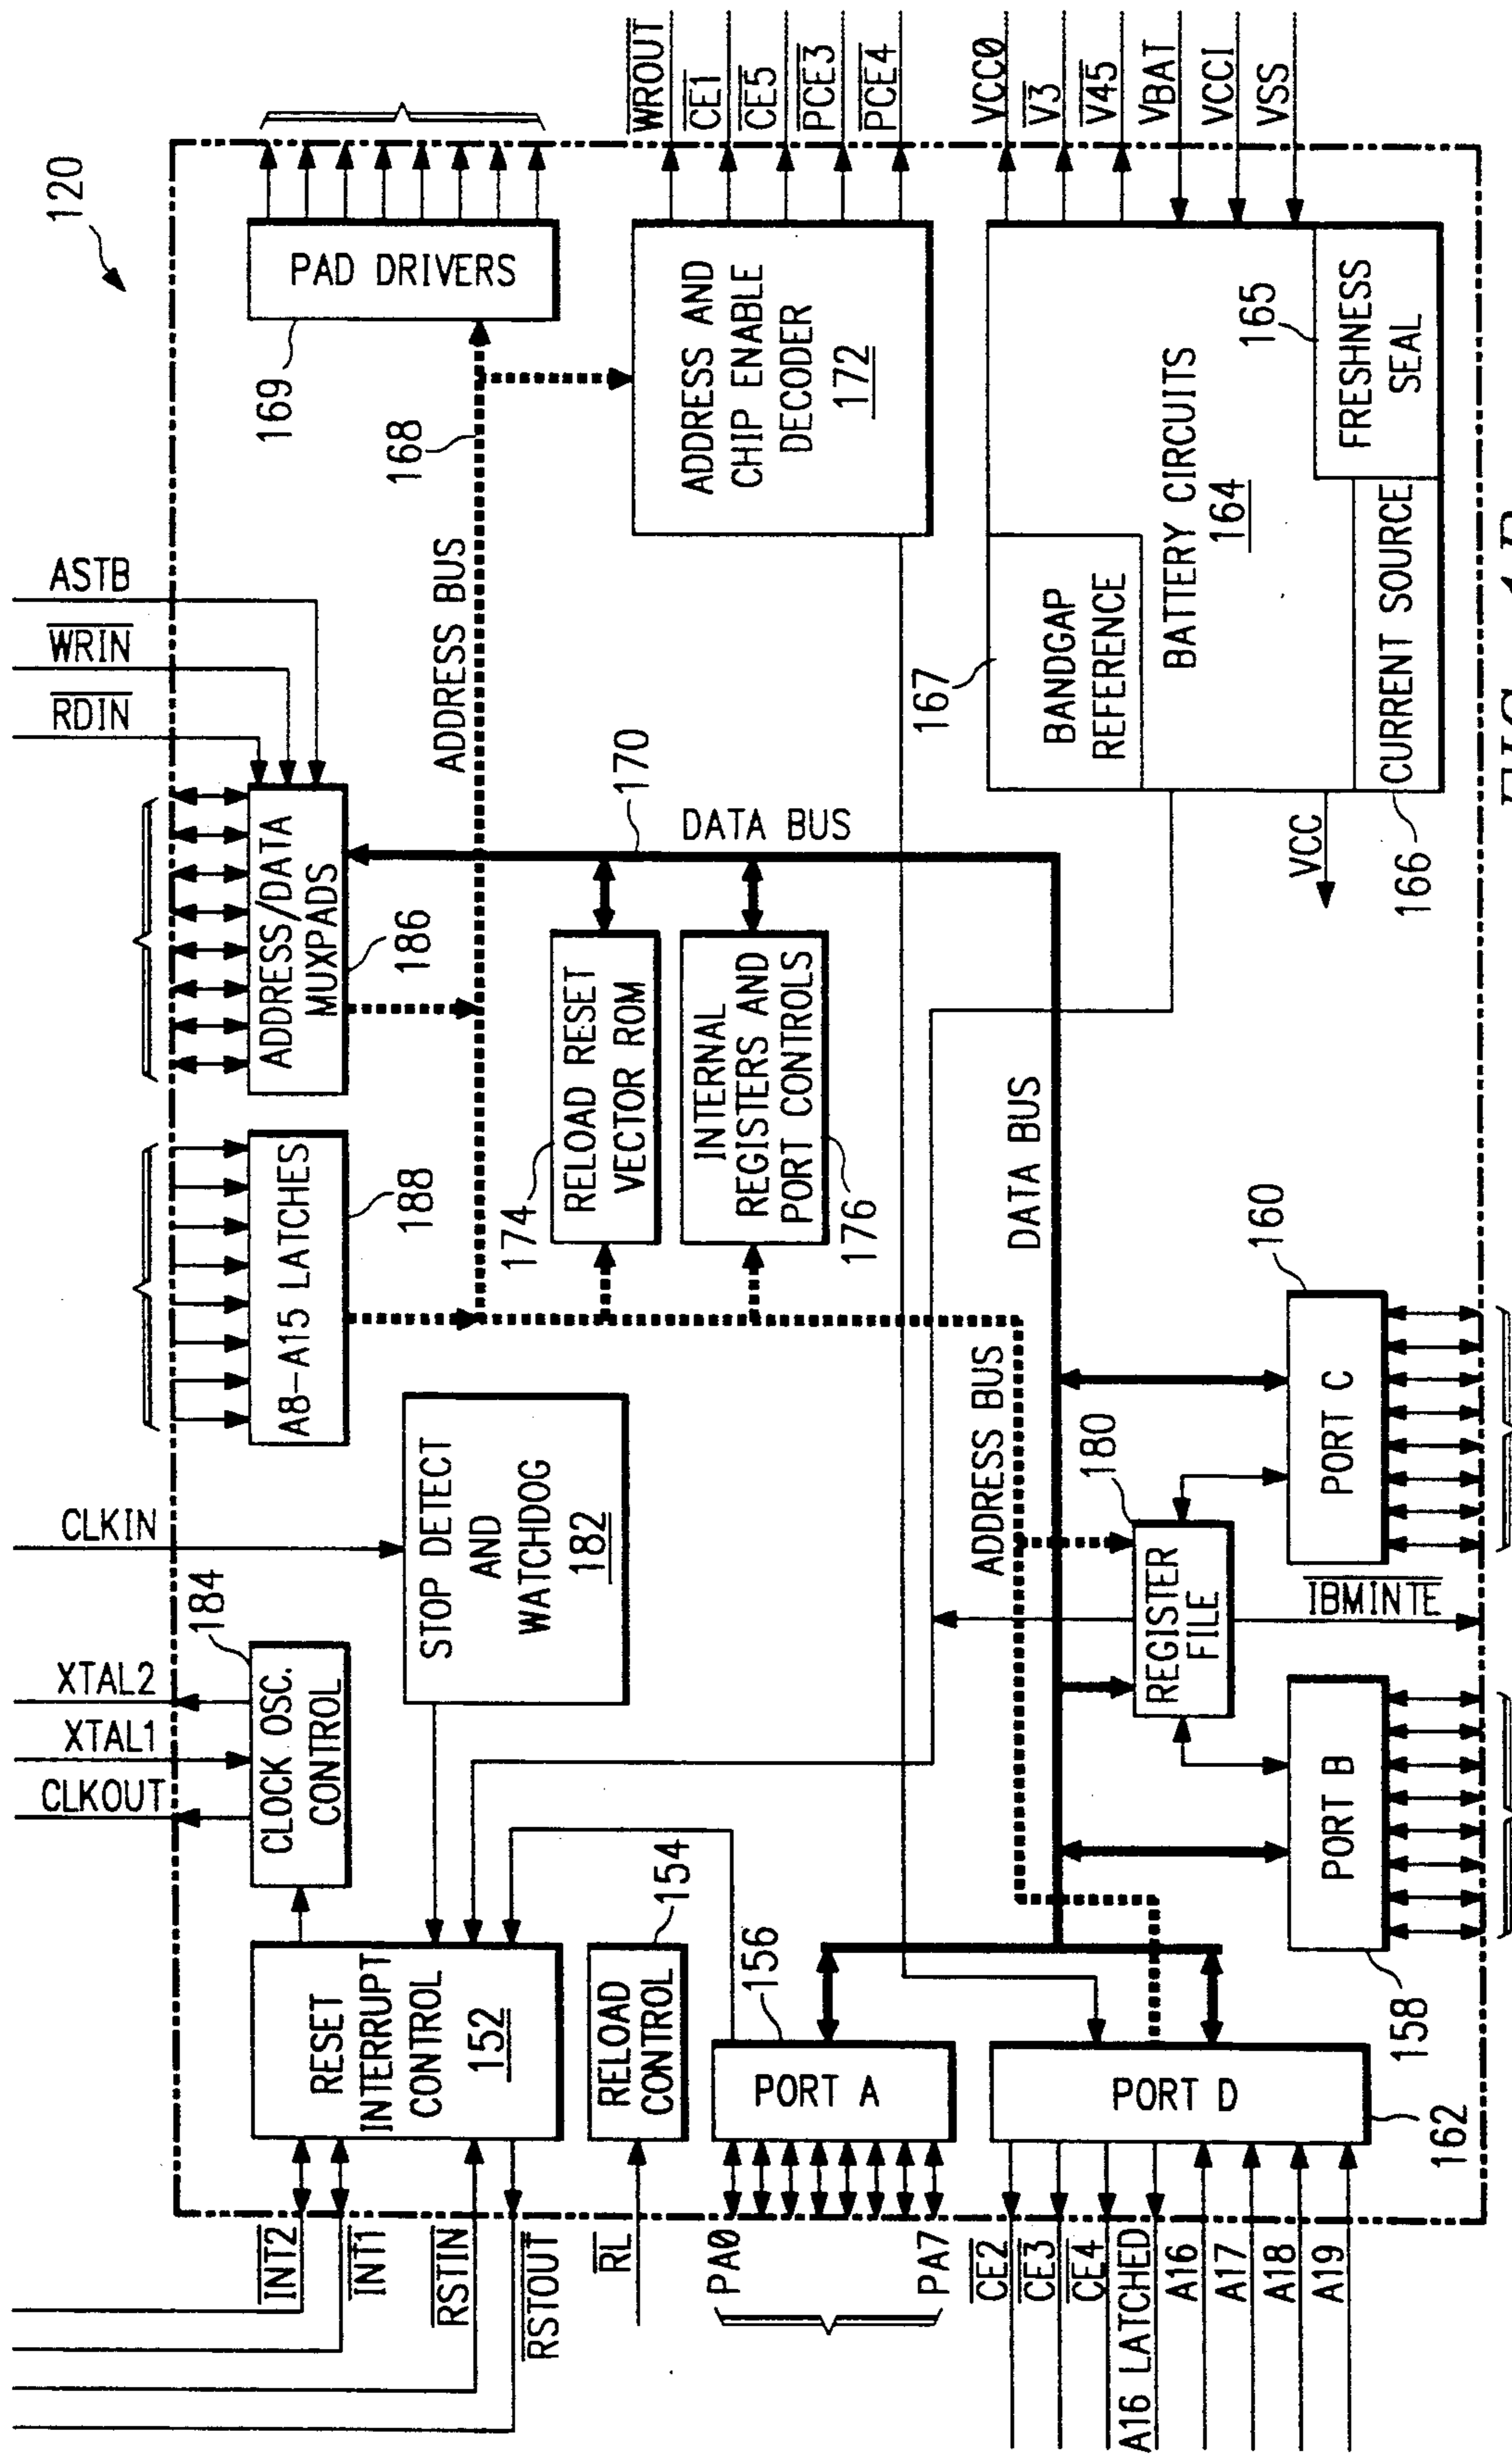 CLKOUT
XTAL1
XTAL2
CLKIN
RDIN
WRIN
ASTB
120
184
INT2
INT1
RSTIN
RSTOUT
RESET
INTERRUPT
CONTROL
152
CLOCK OSC.
CONTROL
A8-A15 LATCHES
188
ADDRESS/DATA
MUXPADS
186
PAD DRIVERS
169
168
STOP DETECT
AND
WATCHDOG
182
ADDRESS BUS
RL
RELOAD
CONTROL
154
174
RELOAD RESET
VECTOR ROM
170
DATA BUS
WROUT
CE1
CE5
PCE3
PCE4
ADDRESS AND
CHIP ENABLE
DECODER
172
PA0
PA7
PORT A
156
INTERNAL
REGISTERS AND
PORT CONTROLS
176
167
ADDRESS BUS
DATA BUS
CE2
CE3
CE4
A16 LATCHED
A16
A17
A18
A19
PORT D
162
180
REGISTER
FILE
BANDGAP
REFERENCE
BATTERY CIRCUITS
164
VCC0
V3
V45
VBAT
VCCI
VSS
165
FRESHNESS
SEAL
VCC
CURRENT SOURCE
166
PORT B
158
IBMINTE
PORT C
160